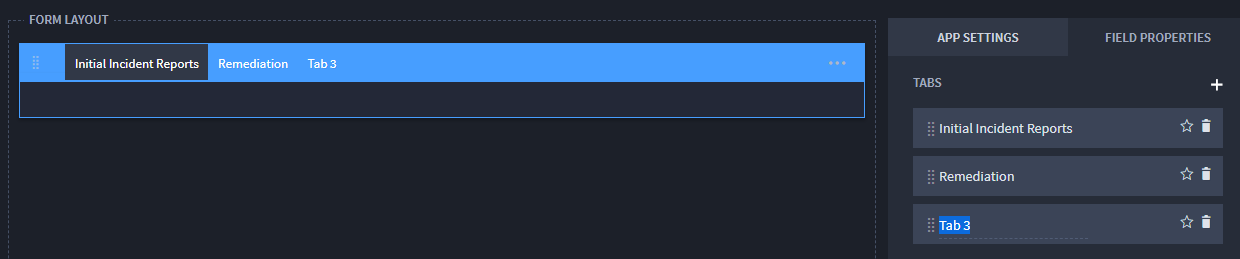 FORM LAYOUT
Initial Incident Reports Remediation Tab 3
APP SETTINGS FIELD PROPERTIES
TABS
Initial Incident Reports
Remediation
Tab 3